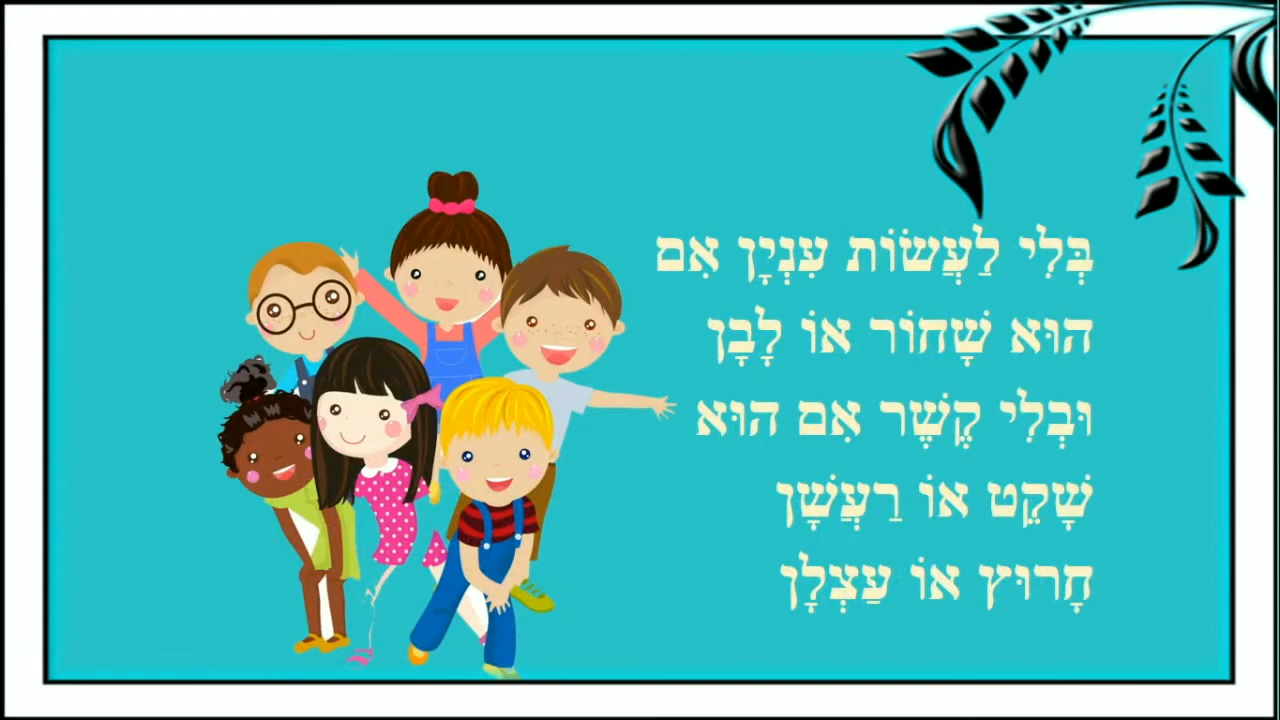 בְּלִי לַעֲשׂוֹת עִנְיָן אִם
הוּא שָׁחוֹר אוֹ לָבָן
וּבְלִי קֶשֶׁר אִם הוּא
שָׁקֵט אוֹ רַעֲשָׁן
חָרוּץ אוֹ עַצְלָן